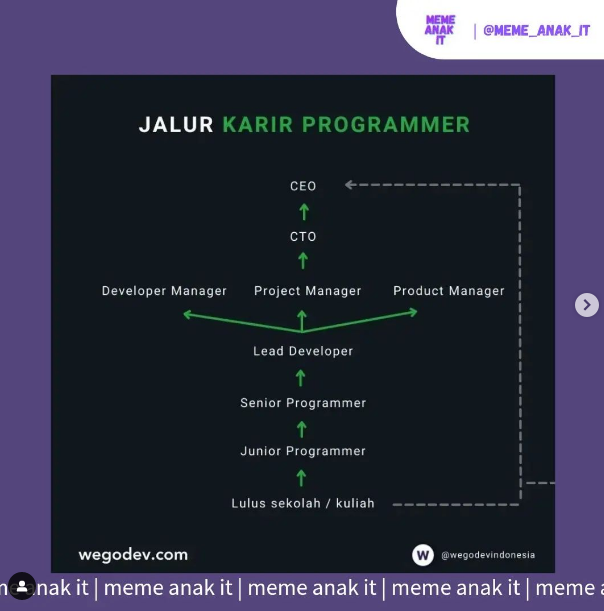 MEME
ANAK
IT
| @MEME_ANAK_IT
JALUR KARIR PROGRAMMER
CEO
CTO
Developer Manager Project Manager Product Manager
Lead Developer
Senior Programmer
Junior Programmer
Lulus sekolah / kuliah
wegodev.com
W @wegodevindonesia
nak it | meme anak it | meme anak it | meme anak it | meme